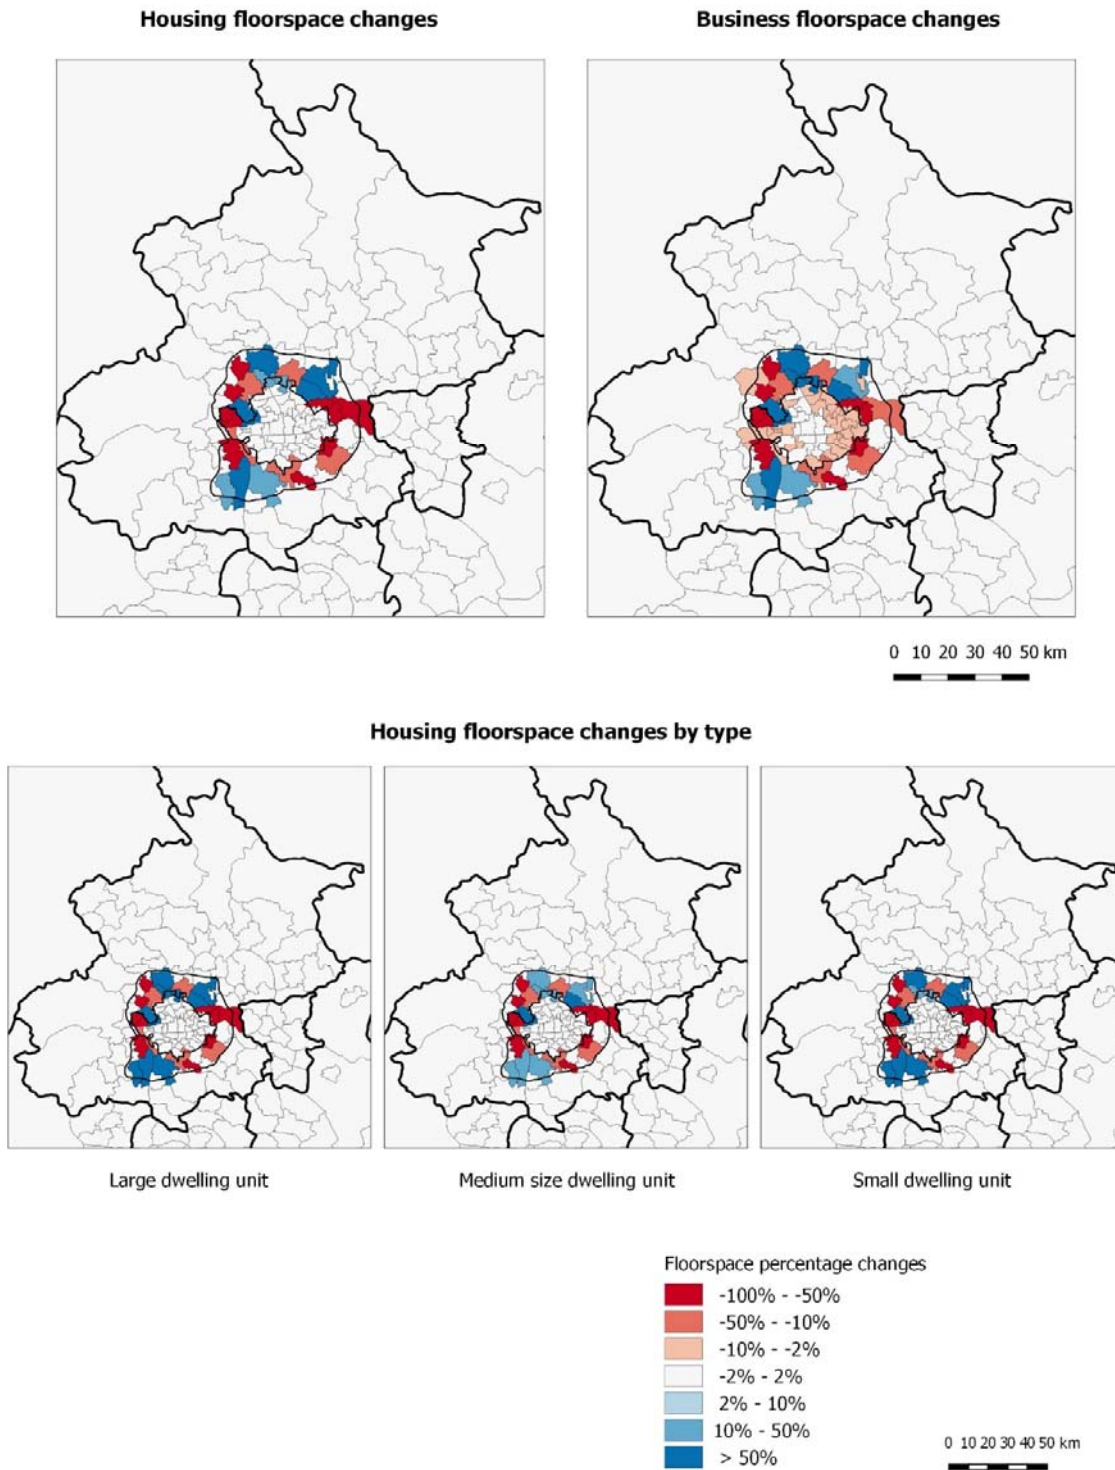 Housing floorspace changes
Business floorspace changes
0 10 20 30 40 50 km
Housing floorspace changes by type
Large dwelling unit
Medium size dwelling unit
Small dwelling unit
Floorspace percentage changes
-100% - -50%
-50% - -10%
-10% - -2%
-2% - 2%
2% - 10%
10% - 50%
> 50%
0 10 20 30 40 50 km